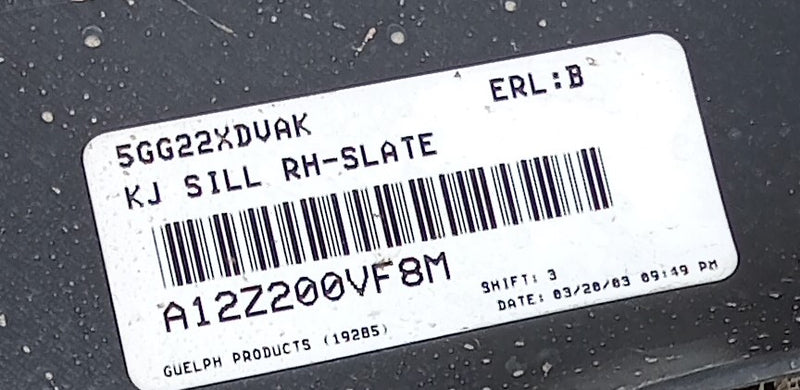 ERL:B
5GG22XDVAK
KJ SILL RH-SLATE
A12Z200VF8M
SHIFT: 3
DATE: 03/20/03 09:49 PM
GUELPH PRODUCTS (19285)